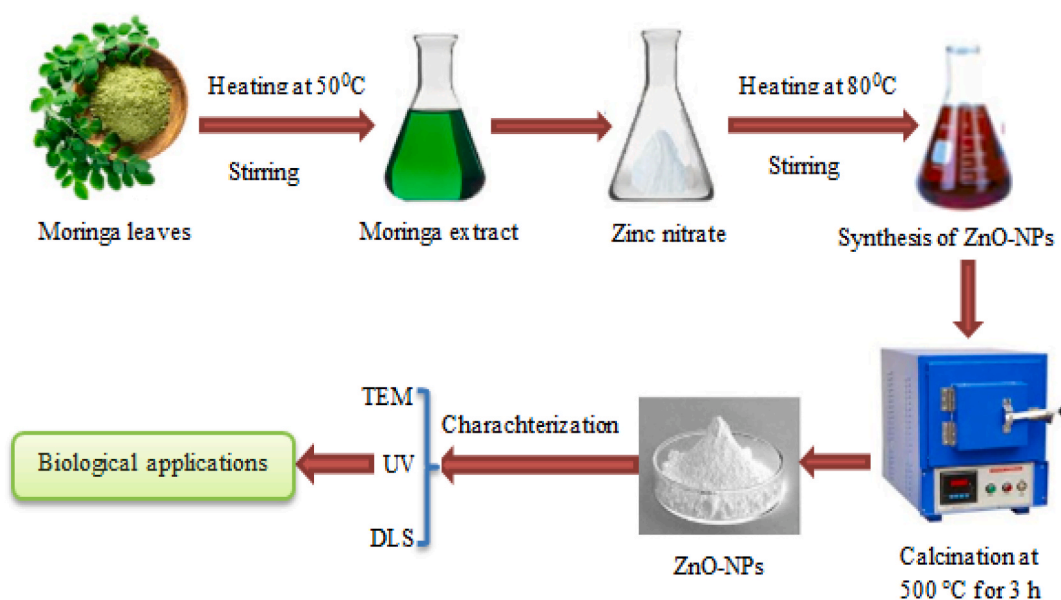 Heating at 50⁰C
Stirring
Heating at 80⁰C
Stirring
Moringa leaves
Moringa extract
Zinc nitrate
Synthesis of ZnO-NPs
TEM
UV
DLS
Charachterization
Biological applications
ZnO-NPs
Calcination at
500 °C for 3 h